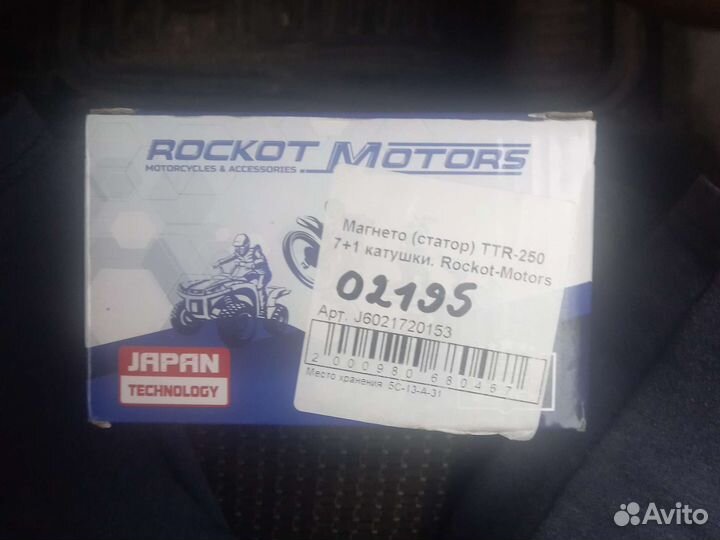 ROCKOT MOTORS
MOTORCYCLES & ACCESSORIES
Магнето (статор) TTR-250
7+1 катушки. Rockot-Motors
02195
Арт. J6021720153
2 000980 680467
Место хранения 5C-13-A-31
JAPAN
TECHNOLOGY
Avito